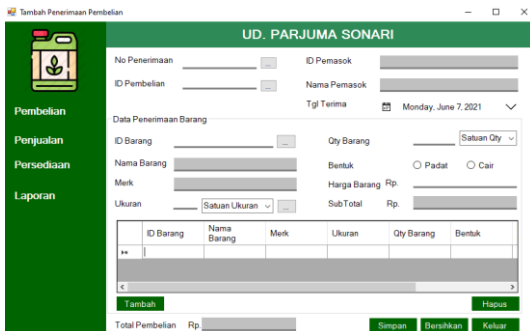 Tambah Penerimaan Pembelian
UD. PARJUMA SONARI
No Penerimaan ... ID Pemasok
ID Pembelian ... Nama Pemasok
Tgl Terima Monday, June 7, 2021
Pembelian
Penjualan
Persediaan
Laporan
Data Penerimaan Barang
ID Barang ... Qty Barang Satuan Qty
Nama Barang Bentuk Padat Cair
Merk Harga Barang Rp.
Ukuran Satuan Ukuran ... SubTotal Rp.
ID Barang Nama Barang Merk Ukuran Qty Barang Bentuk
Tambah Hapus
Total Pembelian Rp. Simpan Bersihkan Keluar